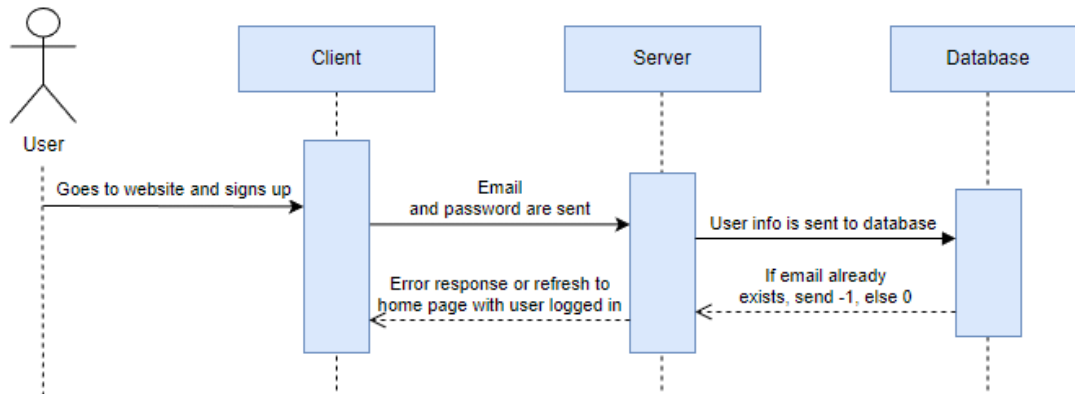 Client
Server
Database
User
Goes to website and signs up
Email
and password are sent
User info is sent to database
Error response or refresh to
home page with user logged in
If email already
exists, send -1, else 0